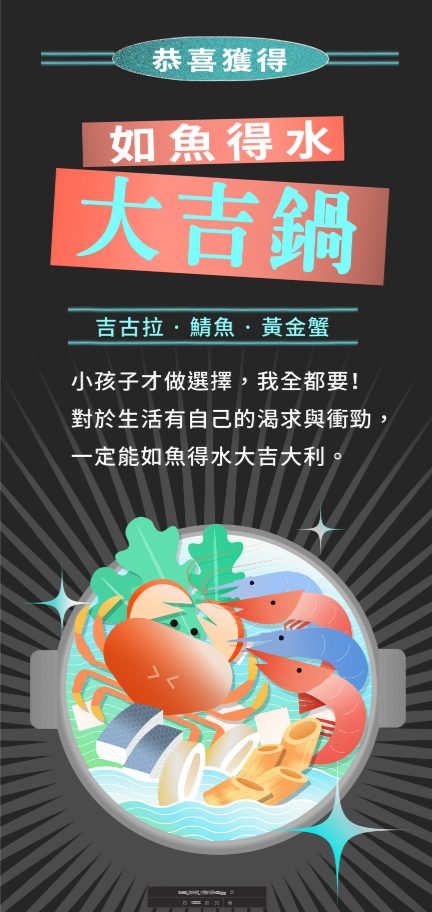 恭喜獲得
如魚得水
大吉鍋
吉古拉 · 鯖魚 · 黃金蟹
小孩子才做選擇，我全都要！
對於生活有自己的渴求與衝勁，
一定能如魚得水大吉大利。